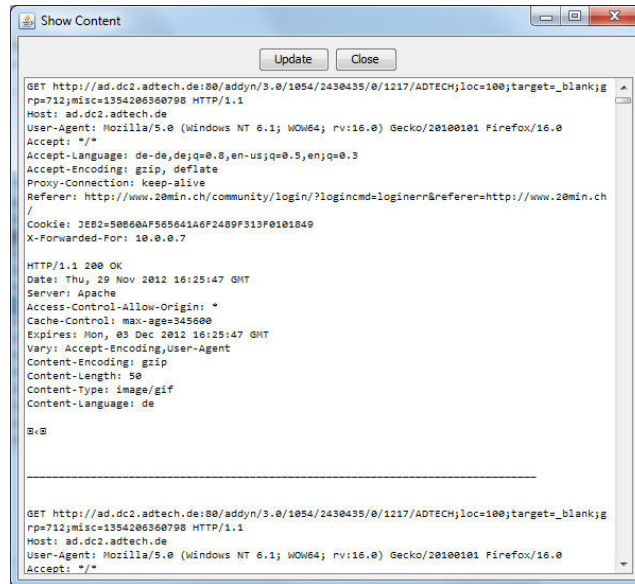 Show Content
Update
Close
GET http://ad.dc2.adtech.de:80/addyn/3.0/1054/2430435/0/1217/ADTECH;loc=100;target=_blank;g
rp=712;misc=1354206360798 HTTP/1.1
Host: ad.dc2.adtech.de
User-Agent: Mozilla/5.0 (Windows NT 6.1; WOW64; rv:16.0) Gecko/20100101 Firefox/16.0
Accept: */*
Accept-Language: de-de,de;q=0.8,en-us;q=0.5,en;q=0.3
Accept-Encoding: gzip, deflate
Proxy-Connection: keep-alive
Referer: http://www.20min.ch/community/login/?logincmd=loginerr&referer=http://www.20min.ch
/
Cookie: JEB2=50B60AF565641A6F2489F313F0101849
X-Forwarded-For: 10.0.0.7
HTTP/1.1 200 OK
Date: Thu, 29 Nov 2012 16:25:47 GMT
Server: Apache
Access-Control-Allow-Origin: *
Cache-Control: max-age=345600
Expires: Mon, 03 Dec 2012 16:25:47 GMT
Vary: Accept-Encoding,User-Agent
Content-Encoding: gzip
Content-Length: 50
Content-Type: image/gif
Content-Language: de
GET http://ad.dc2.adtech.de:80/addyn/3.0/1054/2430435/0/1217/ADTECH;loc=100;target=_blank;g
rp=712;misc=1354206360798 HTTP/1.1
Host: ad.dc2.adtech.de
User-Agent: Mozilla/5.0 (Windows NT 6.1; WOW64; rv:16.0) Gecko/20100101 Firefox/16.0
Accept: */*